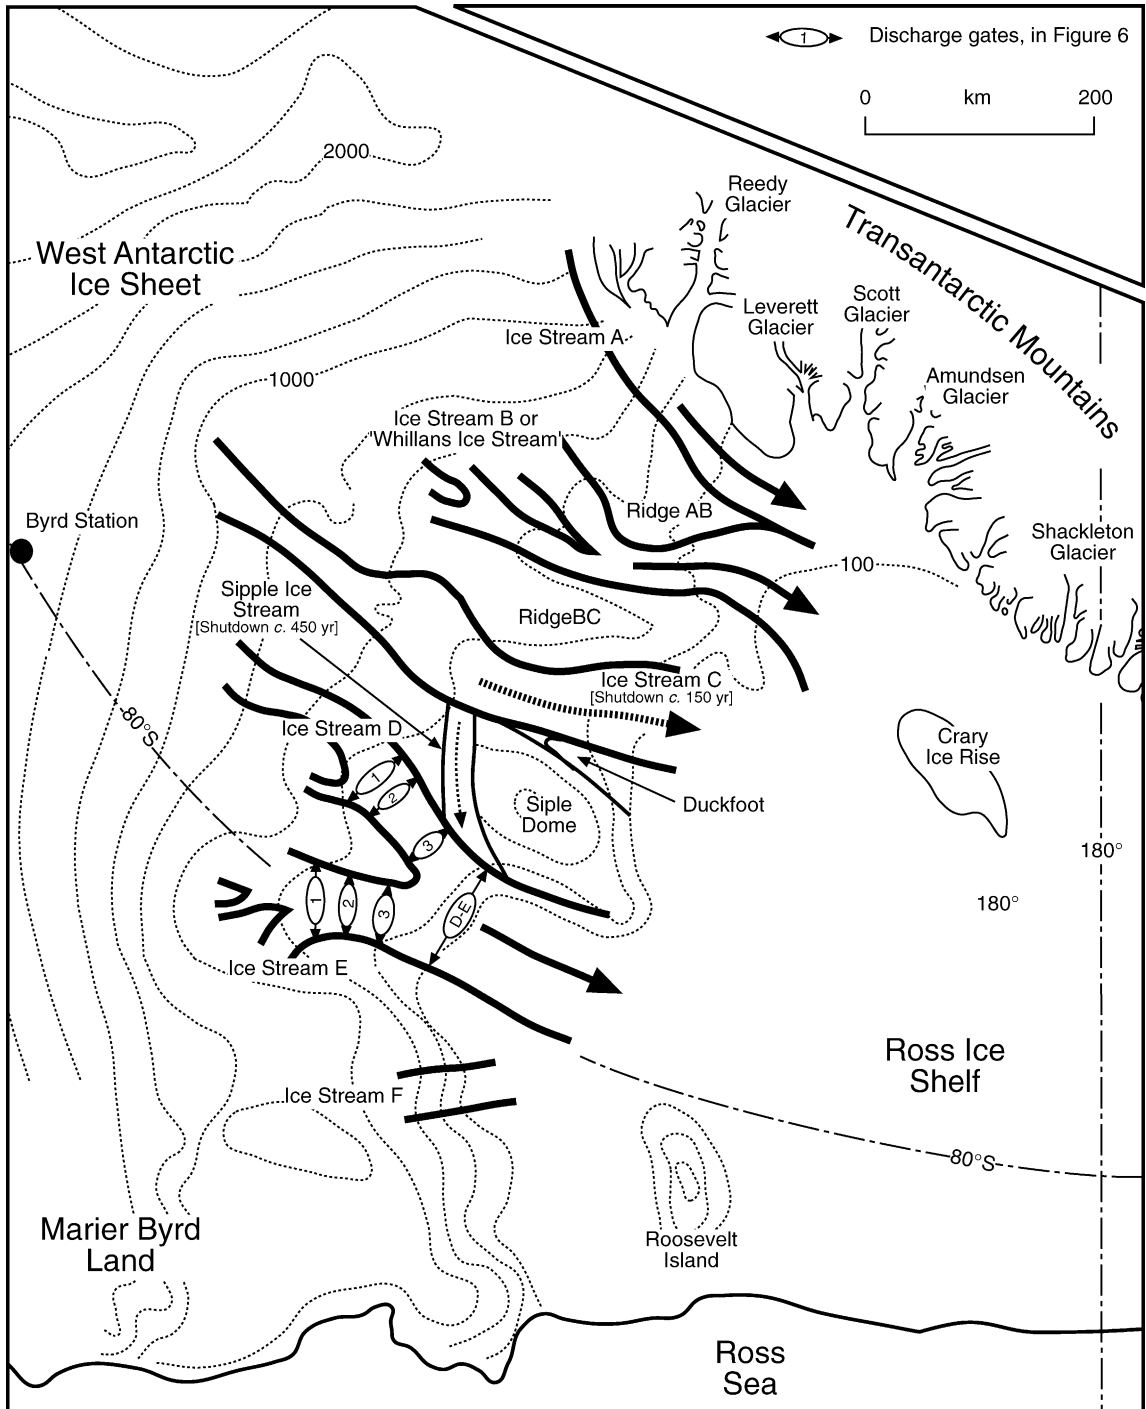 1
Discharge gates, in Figure 6
0
km
200
2000
Reedy
Glacier
Transantarctic Mountains
West Antarctic
Ice Sheet
Leverett
Glacier
Scott
Glacier
Ice Stream A
1000
Amundsen
Glacier
Ice Stream B or
'Whillans Ice Stream'
Ridge AB
Byrd Station
Shackleton
Glacier
100
Sipple Ice
Stream
[Shutdown c. 450 yr]
RidgeBC
Ice Stream C
[Shutdown c. 150 yr]
80°S
Ice Stream D
Crary
Ice Rise
1
2
3
Siple
Dome
Duckfoot
180°
180°
1
2
3
D-E
Ice Stream E
Ross Ice
Shelf
Ice Stream F
80°S
Marier Byrd
Land
Roosevelt
Island
Ross
Sea